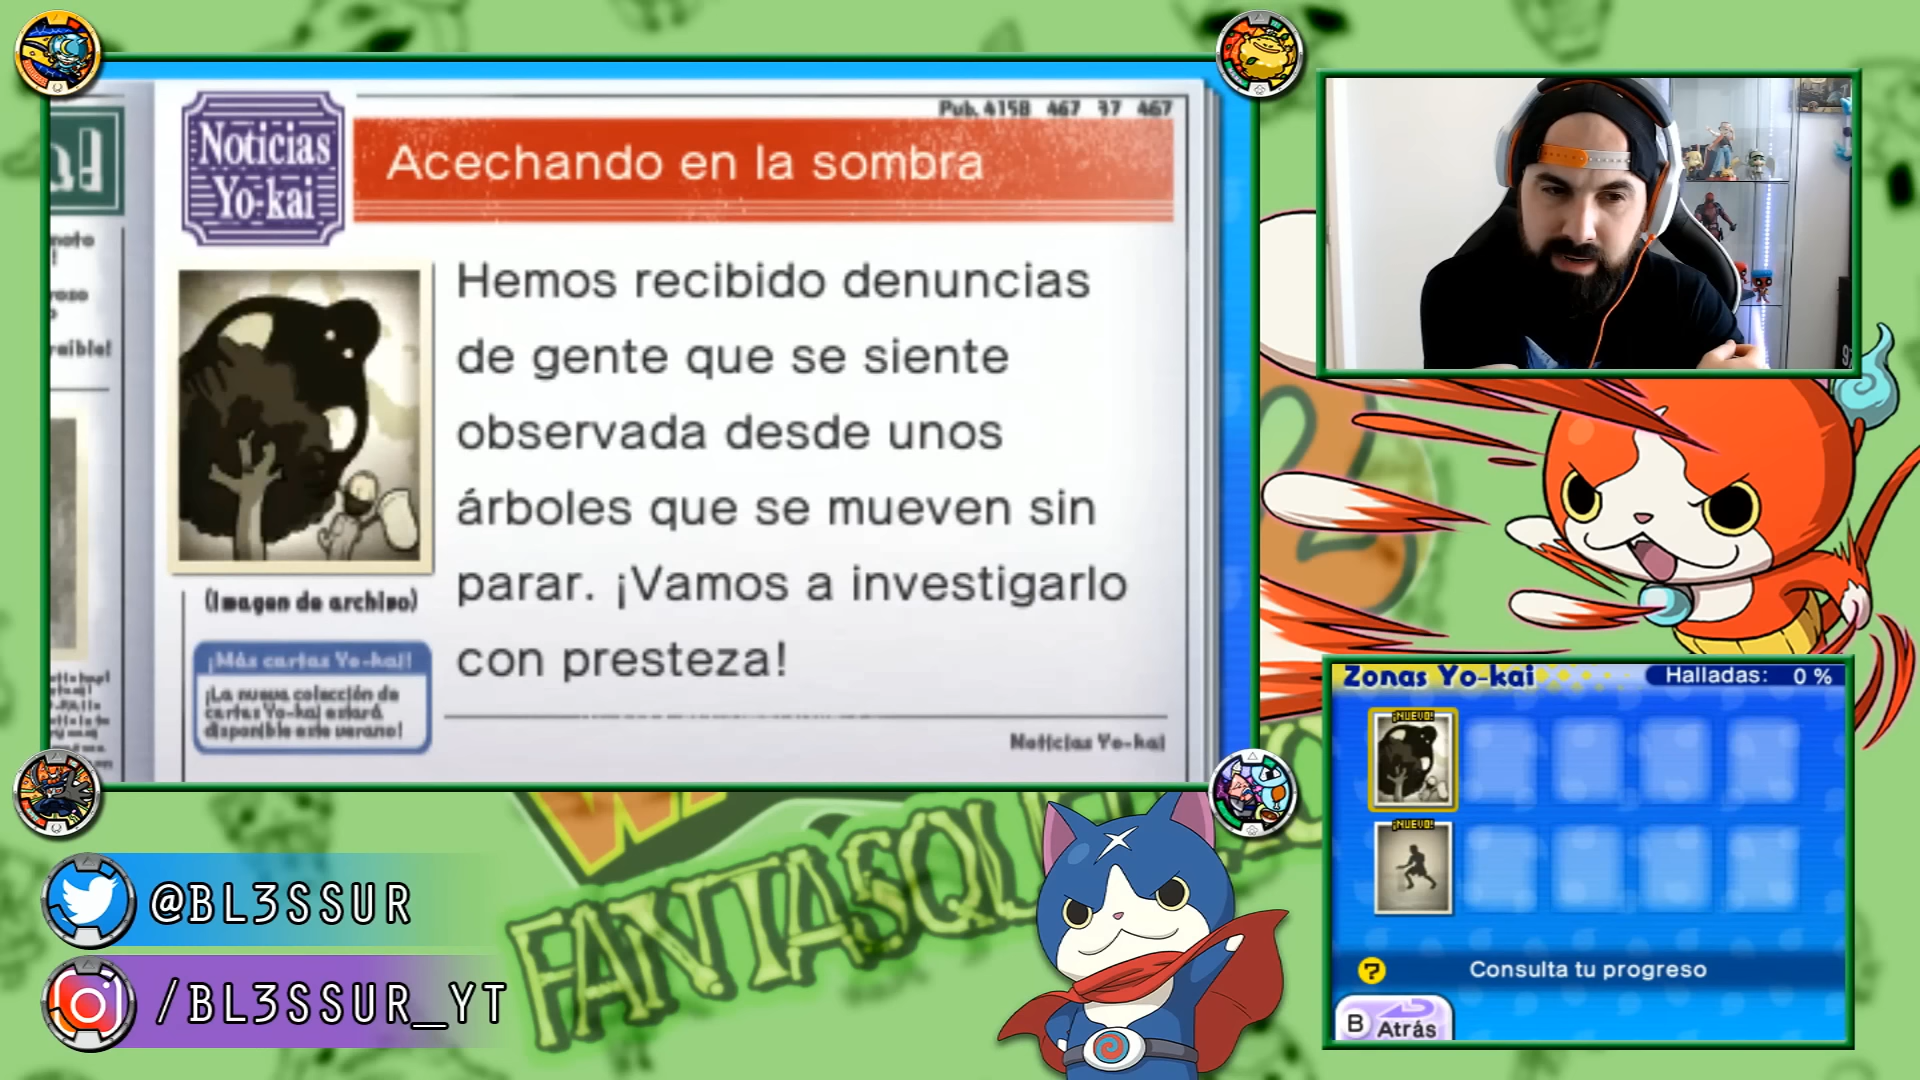 Noticias
Yo-kai
Pub. 4158 467 37 467
Acechando en la sombra
Hemos recibido denuncias
de gente que se siente
observada desde unos
árboles que se mueven sin
parar. ¡Vamos a investigarlo
con presteza!
(Imagen de archivo)
¡Más cartas Yo-kai!
¡La nueva colección de
cartas Yo-kai estará
disponible este verano!
Noticias Yo-kai
Zonas Yo-kai
Halladas: 0 %
¡NUEVO!
¡NUEVO!
? Consulta tu progreso
B Atrás
@BL3SSUR
/BL3SSUR_YT
FANTASQU